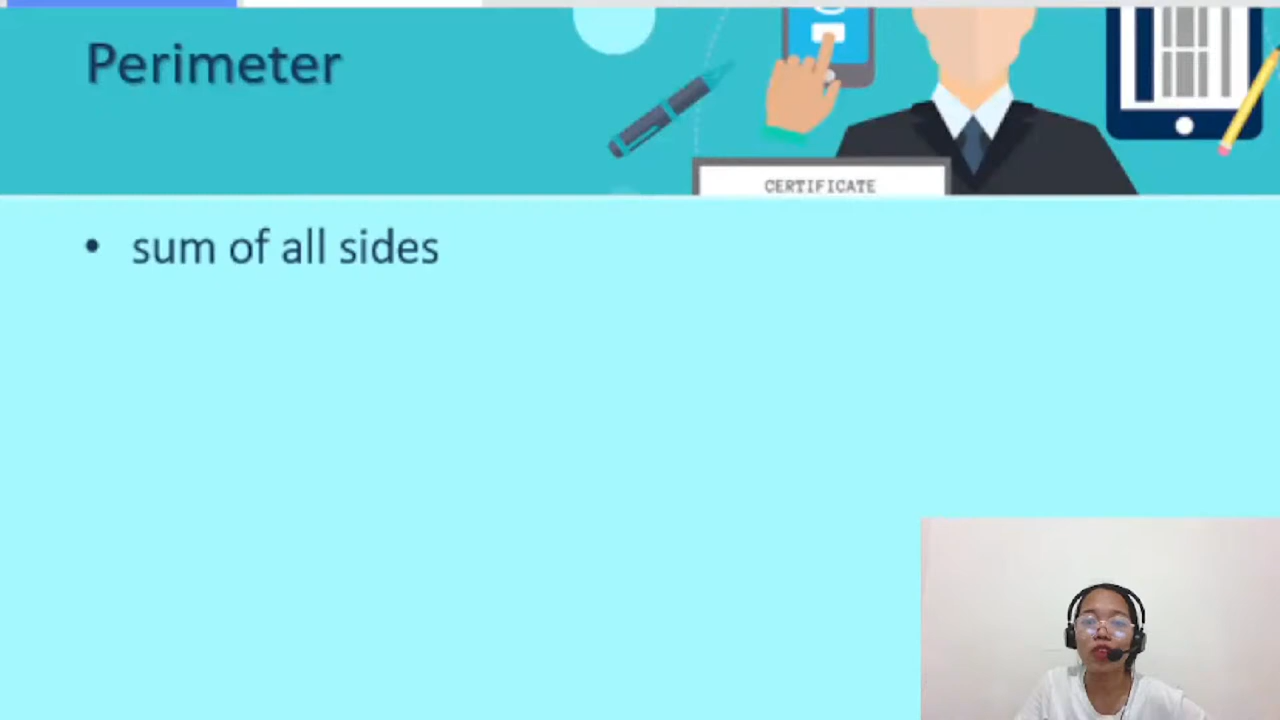 Perimeter
CERTIFICATE
• sum of all sides